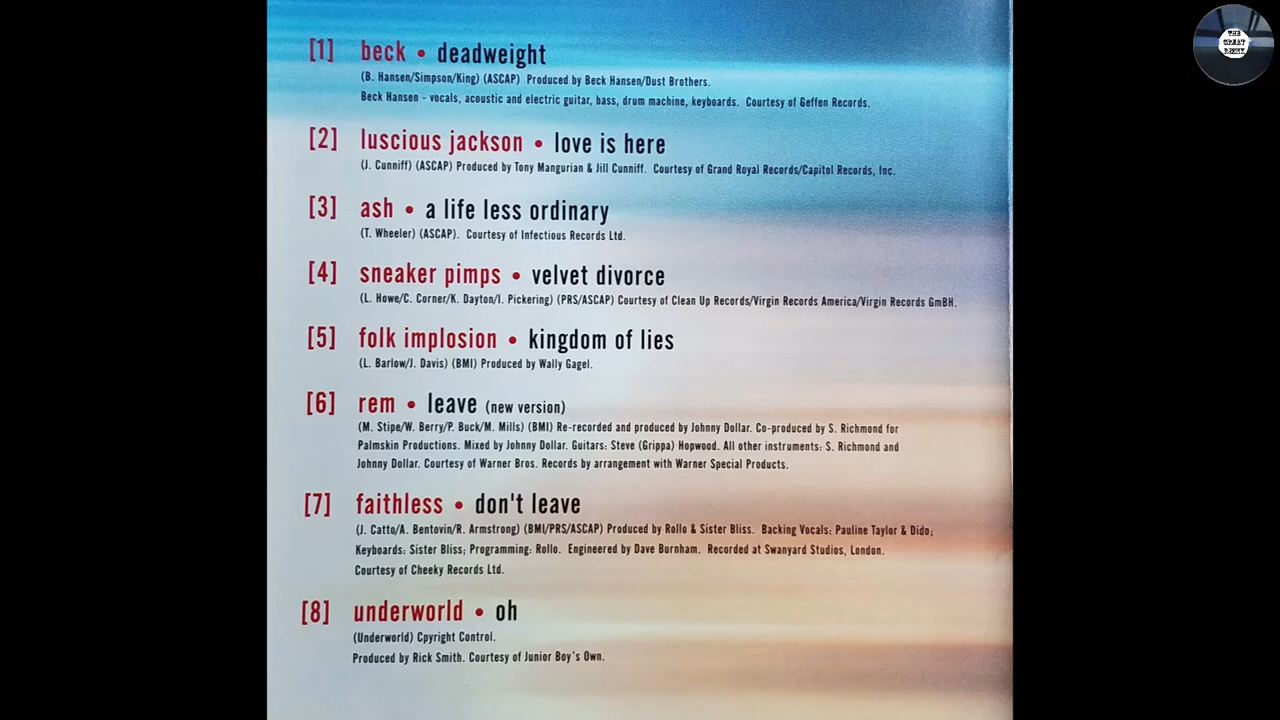 [1] beck • deadweight
(B. Hansen/Simpson/King) (ASCAP) Produced by Beck Hansen/Dust Brothers.
Beck Hansen - vocals, acoustic and electric guitar, bass, drum machine, keyboards. Courtesy of Geffen Records.
[2] luscious jackson • love is here
(J. Cunniff) (ASCAP) Produced by Tony Mangurian & Jill Cunniff. Courtesy of Grand Royal Records/Capitol Records, Inc.
[3] ash • a life less ordinary
(T. Wheeler) (ASCAP). Courtesy of Infectious Records Ltd.
[4] sneaker pimps • velvet divorce
(L. Howe/C. Corner/K. Dayton/I. Pickering) (PRS/ASCAP) Courtesy of Clean Up Records/Virgin Records America/Virgin Records GmBH.
[5] folk implosion • kingdom of lies
(L. Barlow/J. Davis) (BMI) Produced by Wally Gagel.
[6] rem • leave (new version)
(M. Stipe/W. Berry/P. Buck/M. Mills) (BMI) Re-recorded and produced by Johnny Dollar. Co-produced by S. Richmond for
Palmskin Productions. Mixed by Johnny Dollar. Guitars: Steve (Grippa) Hopwood. All other instruments: S. Richmond and
Johnny Dollar. Courtesy of Warner Bros. Records by arrangement with Warner Special Products.
[7] faithless • don't leave
(J. Catto/A. Bentovin/R. Armstrong) (BMI/PRS/ASCAP) Produced by Rollo & Sister Bliss. Backing Vocals: Pauline Taylor & Dido;
Keyboards: Sister Bliss; Programming: Rollo. Engineered by Dave Burnham. Recorded at Swanyard Studios, London.
Courtesy of Cheeky Records Ltd.
[8] underworld • oh
(Underworld) Cpyright Control.
Produced by Rick Smith. Courtesy of Junior Boy's Own.
THE
GREAT